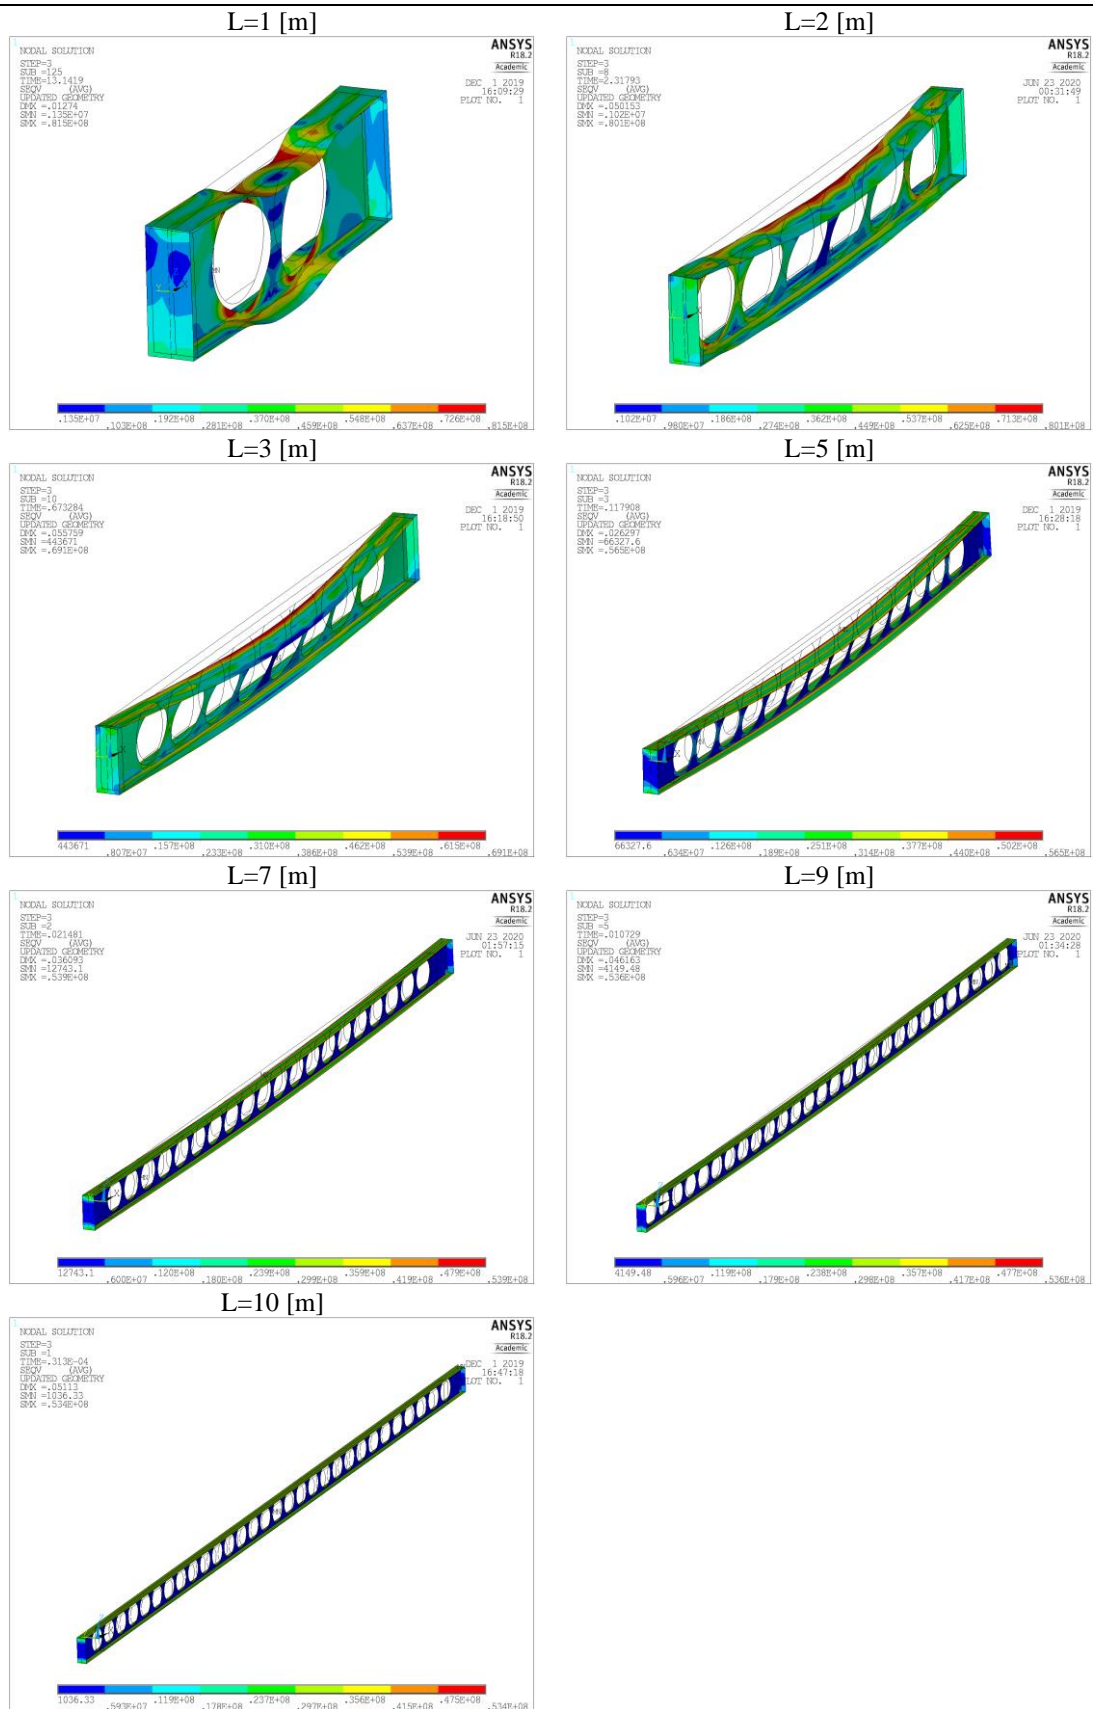 L=1 [m]
1
NODAL SOLUTION
STEP=3
SUB =125
TIME=13.1419
SEQV (AVG)
UPDATED GEOMETRY
DMX =.01274
SMN =.135E+07
SMX =.815E+08
ANSYS
R18.2
Academic
DEC 1 2019
16:09:29
PLOT NO. 1
MN
Z
Y X
.135E+07 .192E+08 .370E+08 .548E+08 .726E+08
.103E+08 .281E+08 .459E+08 .637E+08 .815E+08
L=2 [m]
1
NODAL SOLUTION
STEP=3
SUB =8
TIME=2.31793
SEQV (AVG)
UPDATED GEOMETRY
DMX =.050153
SMN =.102E+07
SMX =.801E+08
ANSYS
R18.2
Academic
JUN 23 2020
00:31:49
PLOT NO. 1
X
.102E+07 .186E+08 .362E+08 .537E+08 .713E+08
.980E+07 .274E+08 .449E+08 .625E+08 .801E+08
L=3 [m]
1
NODAL SOLUTION
STEP=3
SUB =10
TIME=.673284
SEQV (AVG)
UPDATED GEOMETRY
DMX =.055759
SMN =443671
SMX =.691E+08
ANSYS
R18.2
Academic
DEC 1 2019
16:18:50
PLOT NO. 1
X
443671 .157E+08 .310E+08 .462E+08 .615E+08
.807E+07 .233E+08 .386E+08 .539E+08 .691E+08
L=5 [m]
1
NODAL SOLUTION
STEP=3
SUB =3
TIME=.117908
SEQV (AVG)
UPDATED GEOMETRY
DMX =.026297
SMN =66327.6
SMX =.565E+08
ANSYS
R18.2
Academic
DEC 1 2019
16:28:18
PLOT NO. 1
X
66327.6 .126E+08 .251E+08 .377E+08 .502E+08
.634E+07 .189E+08 .314E+08 .440E+08 .565E+08
L=7 [m]
1
NODAL SOLUTION
STEP=3
SUB =2
TIME=.021481
SEQV (AVG)
UPDATED GEOMETRY
DMX =.036093
SMN =12743.1
SMX =.539E+08
ANSYS
R18.2
Academic
JUN 23 2020
01:57:15
PLOT NO. 1
MN
X
12743.1 .120E+08 .239E+08 .359E+08 .479E+08
.600E+07 .180E+08 .299E+08 .419E+08 .539E+08
L=9 [m]
1
NODAL SOLUTION
STEP=3
SUB =5
TIME=.010729
SEQV (AVG)
UPDATED GEOMETRY
DMX =.046163
SMN =4149.48
SMX =.536E+08
ANSYS
R18.2
Academic
JUN 23 2020
01:34:28
PLOT NO. 1
MN
4149.48 .119E+08 .238E+08 .357E+08 .477E+08
.596E+07 .179E+08 .298E+08 .417E+08 .536E+08
L=10 [m]
1
NODAL SOLUTION
STEP=3
SUB =1
TIME=.313E-04
SEQV (AVG)
UPDATED GEOMETRY
DMX =.05113
SMN =1036.33
SMX =.534E+08
ANSYS
R18.2
Academic
DEC 1 2019
16:47:18
PLOT NO. 1
MN
1036.33 .119E+08 .237E+08 .356E+08 .475E+08
.593E+07 .178E+08 .297E+08 .415E+08 .534E+08